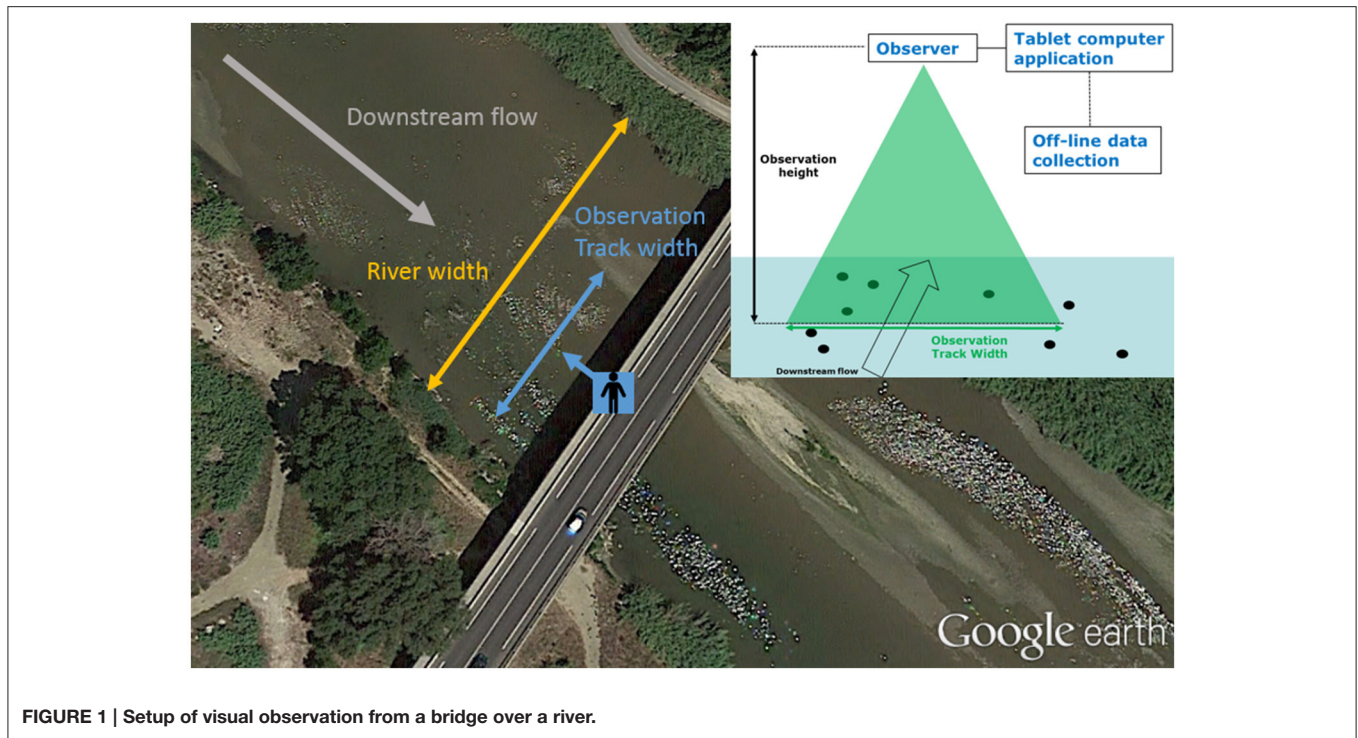 Downstream flow
River width
Observation
Track width
Observer
Tablet computer
application
Off-line data
collection
Observation
height
Observation
Track Width
Downstream flow
Google earth
FIGURE 1 | Setup of visual observation from a bridge over a river.